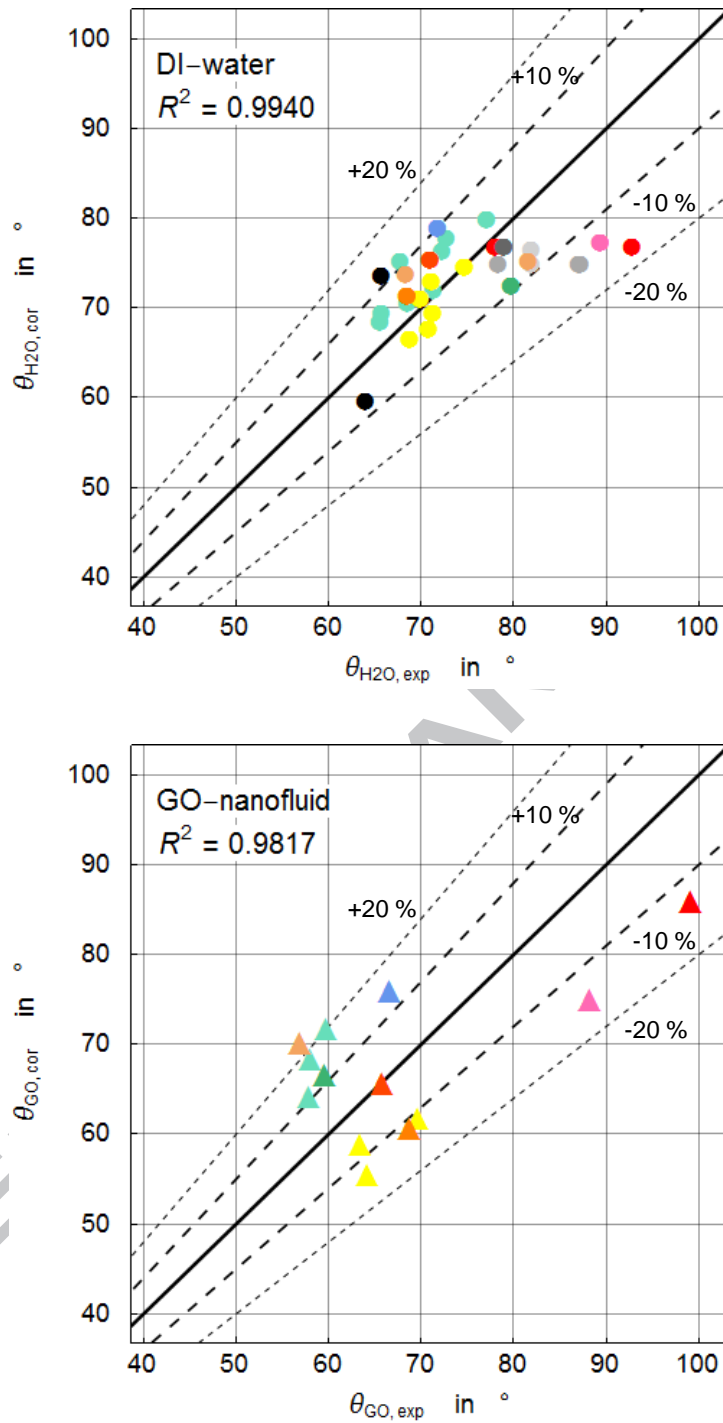 100
90
80
70
60
50
40
DI−water
R² = 0.9940
+10 %
+20 %
-10 %
-20 %
θH2O, cor in °
40 50 60 70 80 90 100
θH2O, exp in °
100
90
80
70
60
50
40
GO−nanofluid
R² = 0.9817
+10 %
+20 %
-10 %
-20 %
θGO, cor in °
40 50 60 70 80 90 100
θGO, exp in °